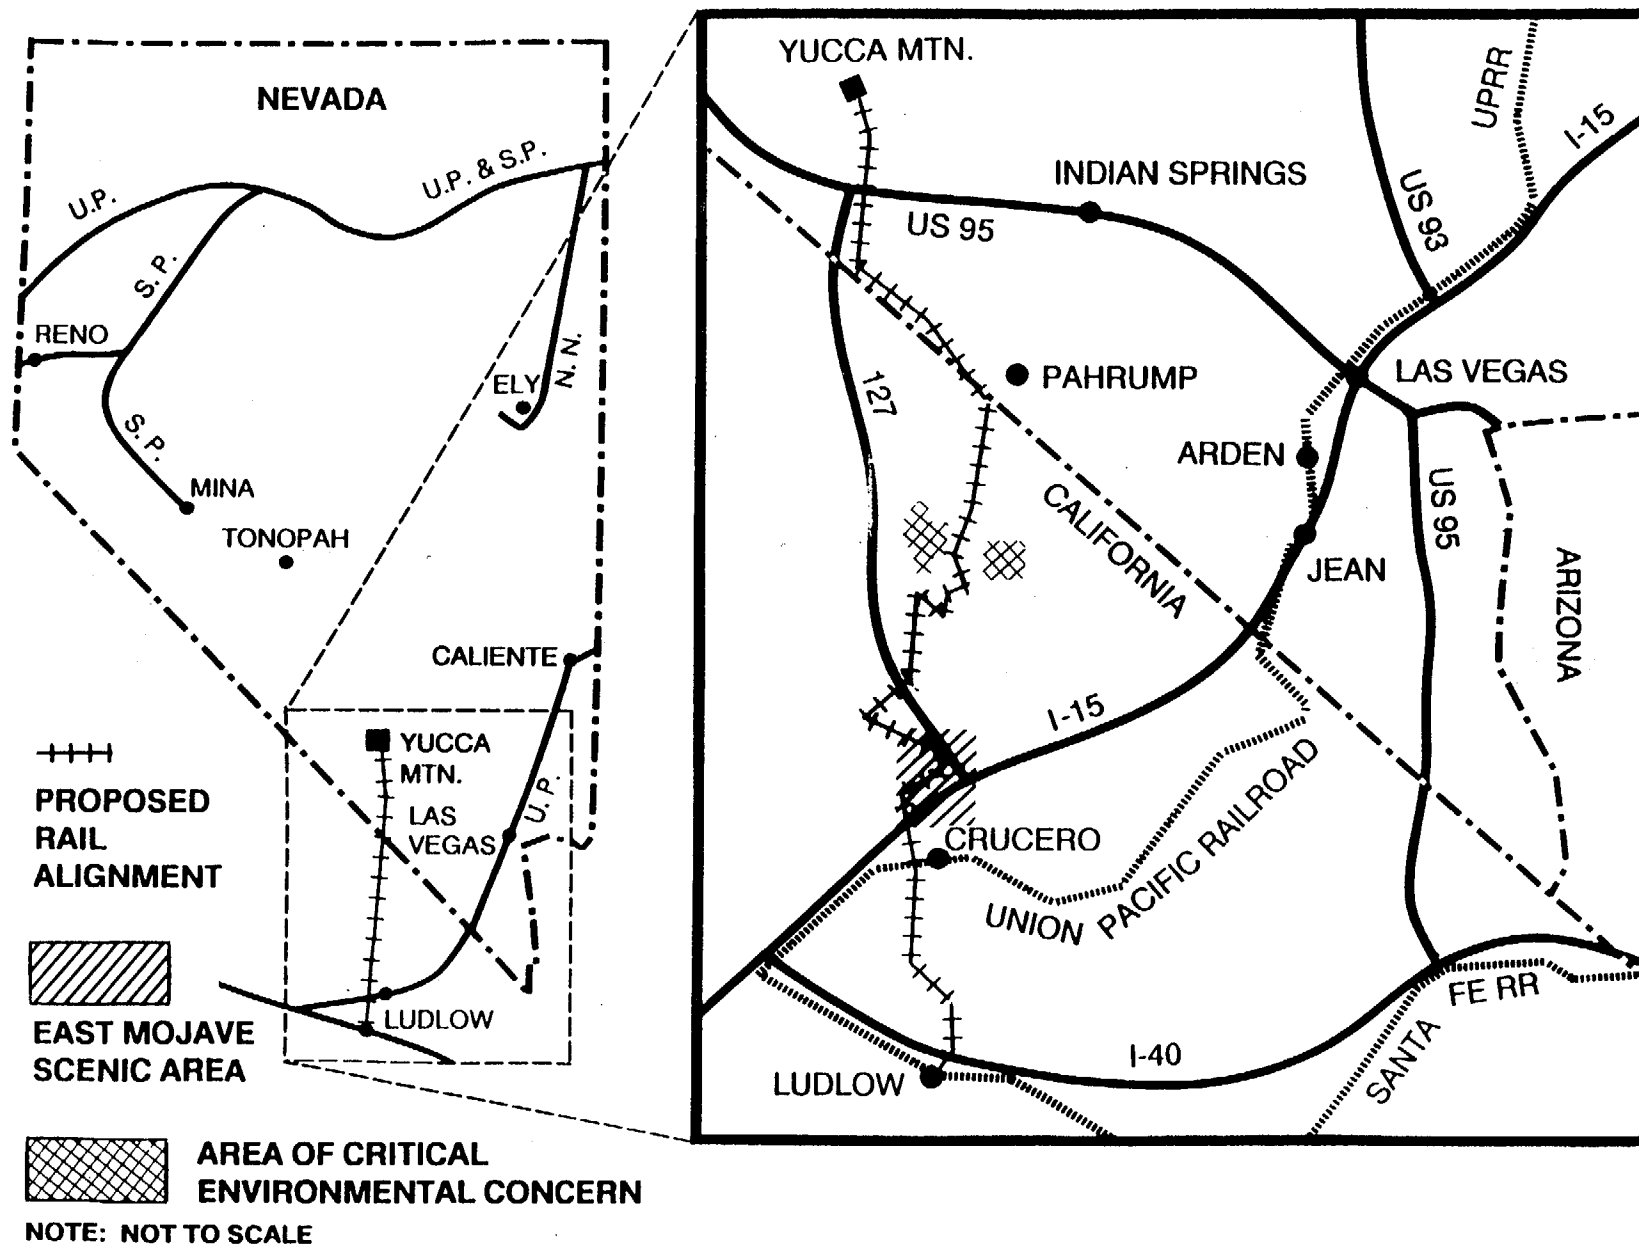 NEVADA
U.P.
U.P. & S.P.
S. P.
RENO
N. N.
ELY
S. P.
MINA
TONOPAH
CALIENTE
YUCCA
MTN.
LAS
VEGAS
U. P.
LUDLOW
PROPOSED
RAIL
ALIGNMENT
EAST MOJAVE
SCENIC AREA
AREA OF CRITICAL
ENVIRONMENTAL CONCERN
NOTE: NOT TO SCALE
YUCCA MTN.
UPRR
I-15
INDIAN SPRINGS
US 95
US 93
127
PAHRUMP
LAS VEGAS
ARDEN
US 95
CALIFORNIA
JEAN
ARIZONA
I-15
CRUCERO
UNION PACIFIC RAILROAD
SANTA FE RR
I-40
LUDLOW